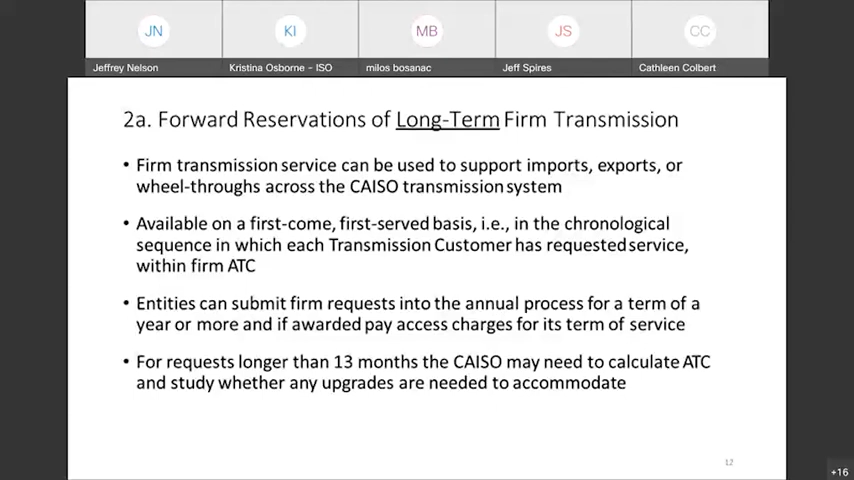 JN
KI
MB
JS
CC
Jeffrey Nelson
Kristina Osborne – ISO
milos bosanac
Jeff Spires
Cathleen Colbert
2a. Forward Reservations of Long-Term Firm Transmission
• Firm transmission service can be used to support imports, exports, or
wheel-throughs across the CAISO transmission system
• Available on a first-come, first-served basis, i.e., in the chronological
sequence in which each Transmission Customer has requested service,
within firm ATC
• Entities can submit firm requests into the annual process for a term of a
year or more and if awarded pay access charges for its term of service
• For requests longer than 13 months the CAISO may need to calculate ATC
and study whether any upgrades are needed to accommodate
12
+16